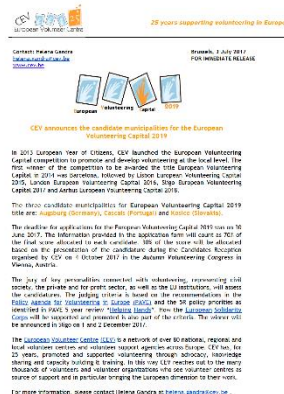 CEV
European Volunteer Centre
25 years supporting volunteering in Europe
Contact: Helena Gandra
www.cev.be
Brussels, 3 July 2017
FOR IMMEDIATE RELEASE
European Volunteering Capital 2019
CEV announces the candidate municipalities for the European
Volunteering Capital 2019
In 2013 European Year of Citizens, CEV launched the European Volunteering
Capital competition to promote and develop volunteering at the local level. The
first winner of the competition to be awarded the title European Volunteering
Capital in 2014 was Barcelona, followed by Lisbon European Volunteering Capital
2015, London European Volunteering Capital 2016, Sligo European Volunteering
Capital 2017 and Aarhus European Volunteering Capital 2018.
The three candidate municipalities for European Volunteering Capital 2019
title are: Augsburg (Germany), Cascais (Portugal) and Košice (Slovakia).
The deadline for applications for the European Volunteering Capital 2019 was on 30
June 2017. The information provided in the application form will count as 70% of
the final score allocated to each candidate. 30% of the score will be allocated
based on the presentation of the candidature during the Candidates Reception
organised by CEV on 4 October 2017 in the Autumn Volunteering Congress in
Vienna, Austria.
The jury of key personalities connected with volunteering, representing civil
society, the private and for profit sector, as well as the EU institutions, will assess
the candidatures. The judging criteria is based on the recommendations in the
Policy Agenda for Volunteering in Europe (PAVE) and the 5R policy priorities as
identified in PAVE 5 year review "Helping Hands". How the European Solidarity
Corps will be supported and promoted is also part of the criteria. The winner will
be announced in Sligo on 1 and 2 December 2017.
The European Volunteer Centre (CEV) is a network of over 80 national, regional and
local volunteer centres and volunteer support agencies across Europe. CEV has, for
25 years, promoted and supported volunteering through advocacy, knowledge
sharing and capacity building & training. In this way CEV reaches out to the many
thousands of volunteers and volunteer organisations who see volunteer centres as
source of support and in particular bringing the European dimension to their work.
For more information, please contact Helena Gandra at helena.gandra@cev.be .